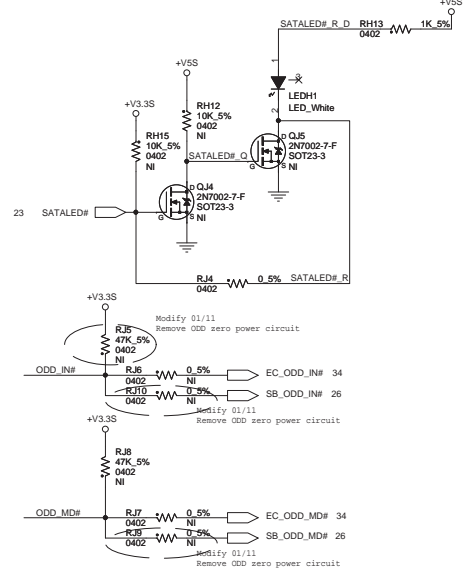 +V5S
SATALED#_R_D RH13 1K_5%
0402
+V5S
1
LEDH1
LED_White
2
+V3.3S
RH12
10K_5%
0402
NI
RH15
10K_5%
0402
NI
D QJ5
2N7002-7-F
SOT23-3
S NI
G
SATALED#_Q
D QJ4
2N7002-7-F
SOT23-3
S NI
G
23 SATALED#
RJ4 0_5% SATALED#_R
0402
+V3.3S
Modify 01/11
Remove ODD zero power circuit
RJ5
47K_5%
0402
NI
ODD_IN# RJ6 0_5% EC_ODD_IN# 34
0402 NI
RJ10 0_5% SB_ODD_IN# 26
0402 NI
Modify 01/11
Remove ODD zero power circuit
+V3.3S
RJ8
47K_5%
0402
NI
ODD_MD# RJ7 0_5% EC_ODD_MD# 34
0402 NI
RJ9 0_5% SB_ODD_MD# 26
0402 NI
Modify 01/11
Remove ODD zero power circuit